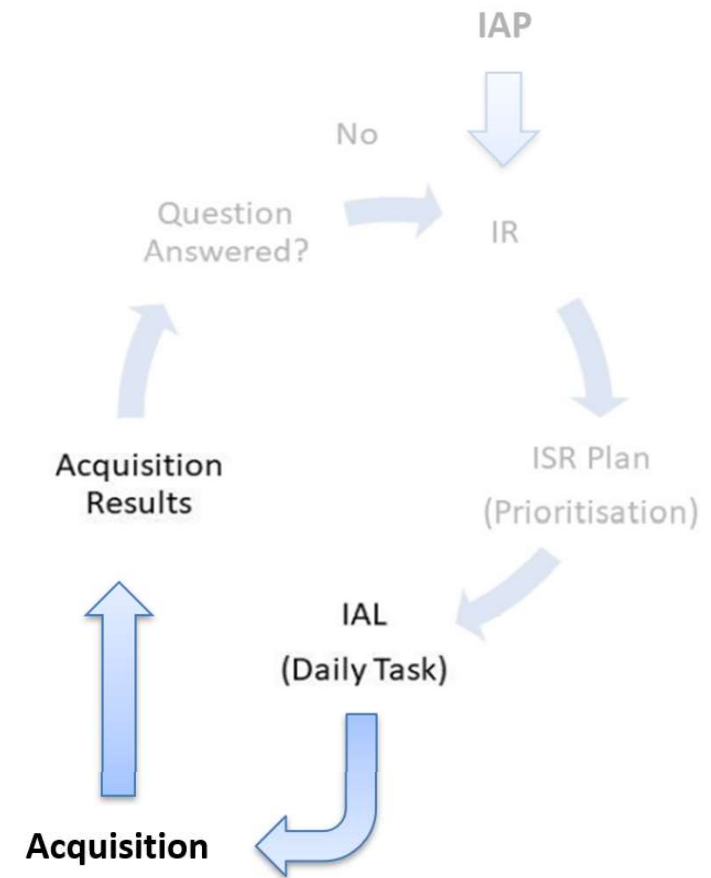 IAP
No
Question
Answered?
IR
Acquisition
Results
ISR Plan
(Prioritisation)
IAL
(Daily Task)
Acquisition